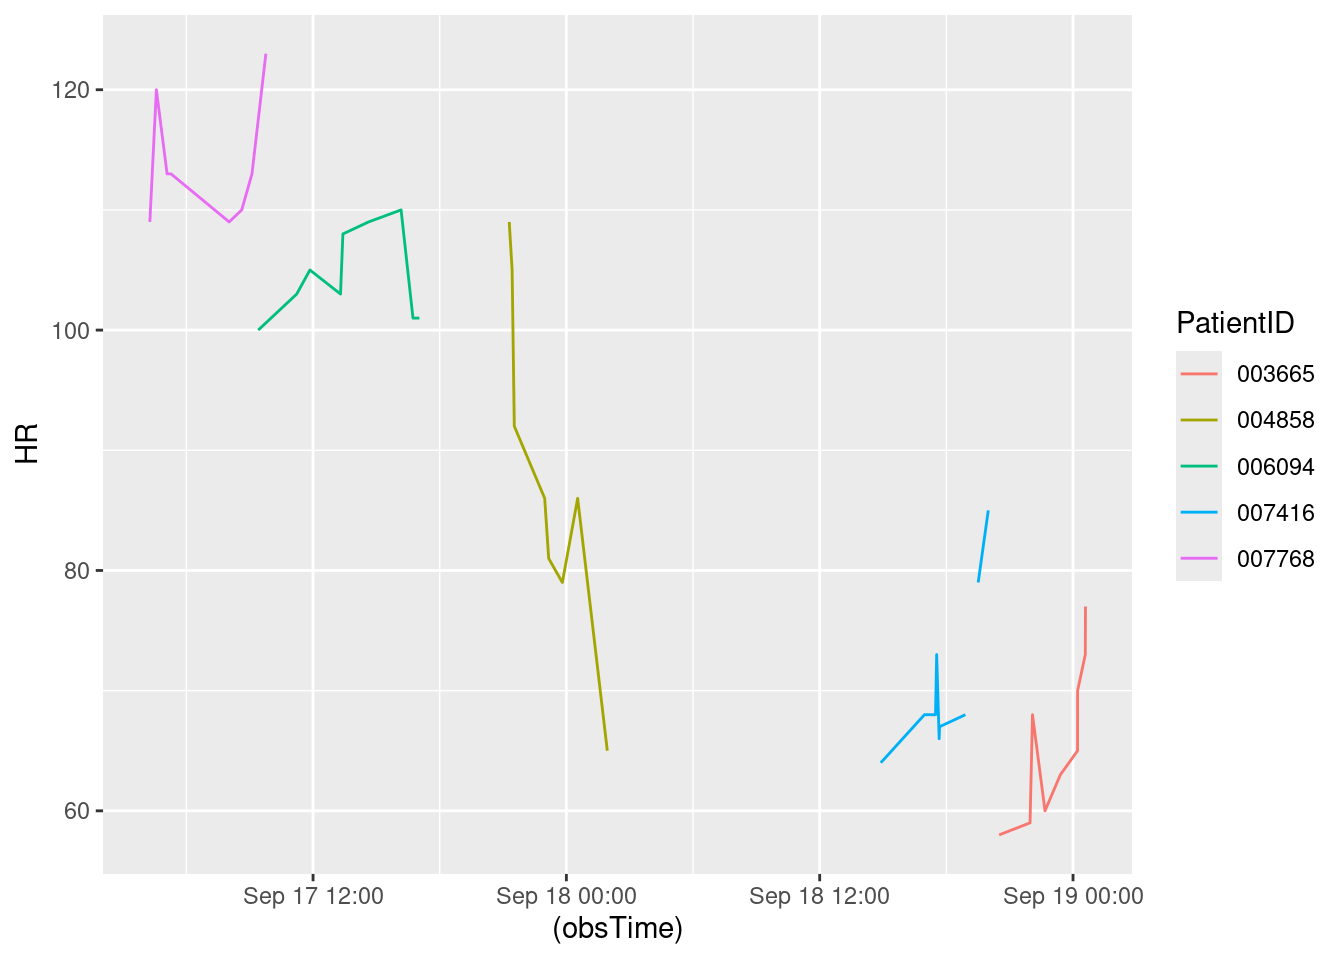 120
100
80
60
HR
Sep 17 12:00
Sep 18 00:00
Sep 18 12:00
Sep 19 00:00
(obsTime)
PatientID
003665
004858
006094
007416
007768